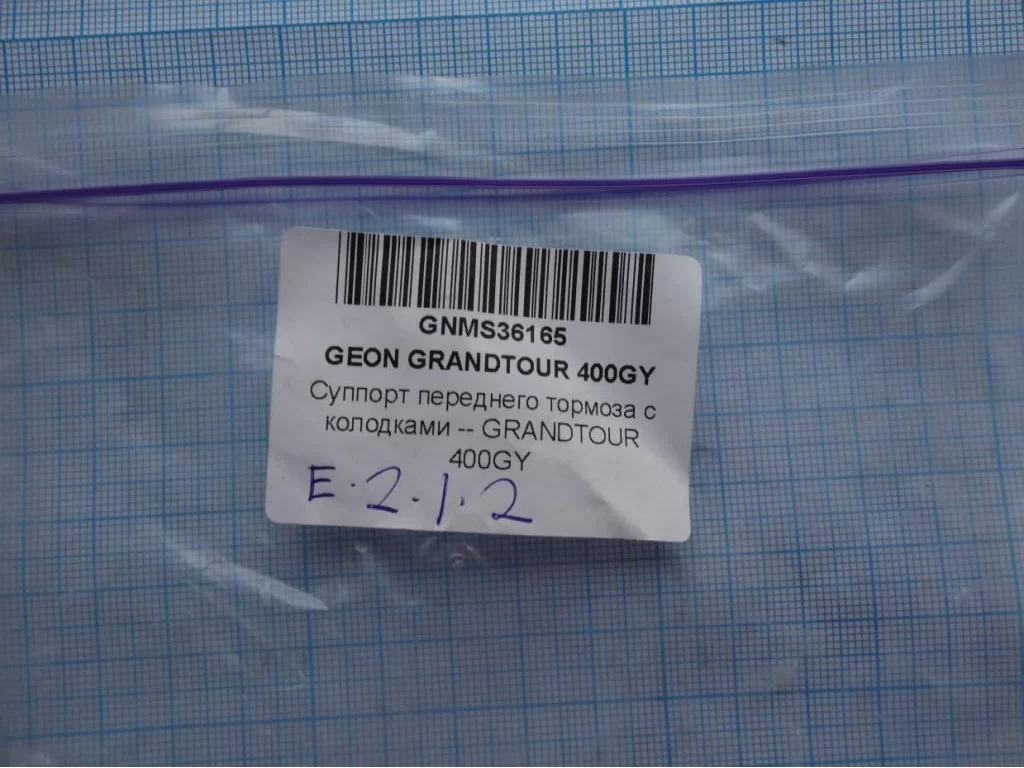 GNMS36165
GEON GRANDTOUR 400GY
Суппорт переднего тормоза с
колодками -- GRANDTOUR
400GY
E.2.1.2